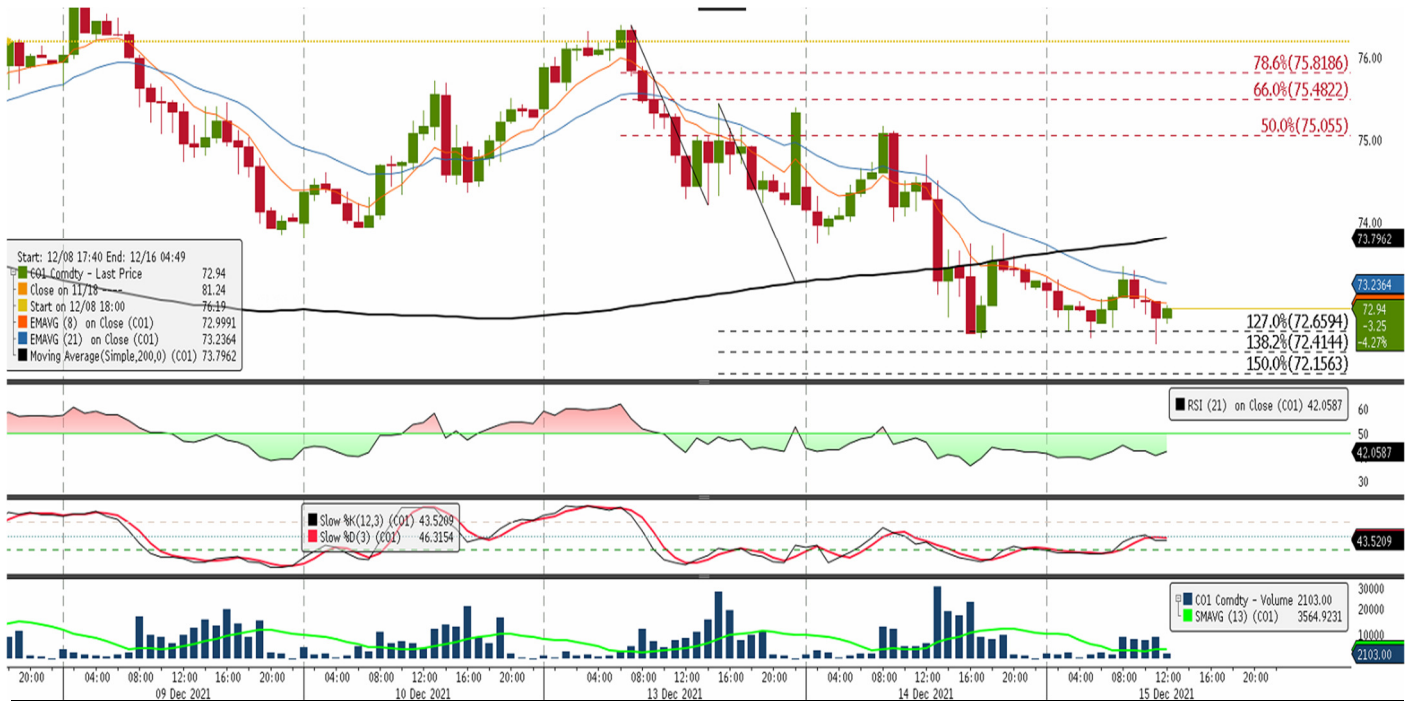 76.00
78.6%(75.8186)
66.0%(75.4822)
50.0%(75.055)
75.00
74.00
73.7962
73.2364
72.94
-3.25
-4.27%
127.0%(72.6594)
138.2%(72.4144)
150.0%(72.1563)
Start: 12/08 17:40 End: 12/16 04:49
C01 Comdty - Last Price 72.94
Close on 11/18 ---- 81.24
Start on 12/08 18:00 76.19
EMAVG (8) on Close (C01) 72.9991
EMAVG (21) on Close (C01) 73.2364
Moving Average(Simple,200,0) (C01) 73.7962
RSI (21) on Close (C01) 42.0587
60
50
42.0587
30
Slow %K(12,3) (C01) 43.5209
Slow %D(3) (C01) 46.3154
43.5209
C01 Comdty - Volume 2103.00
SMAVG (13) (C01) 3564.9231
30000
20000
10000
2103.00
20:00 04:00 08:00 12:00 16:00 20:00 04:00 08:00 12:00 16:00 20:00 04:00 08:00 12:00 16:00 20:00 04:00 08:00 12:00 16:00 20:00 04:00 08:00 12:00 16:00 20:00
09 Dec 2021 10 Dec 2021 13 Dec 2021 14 Dec 2021 15 Dec 2021